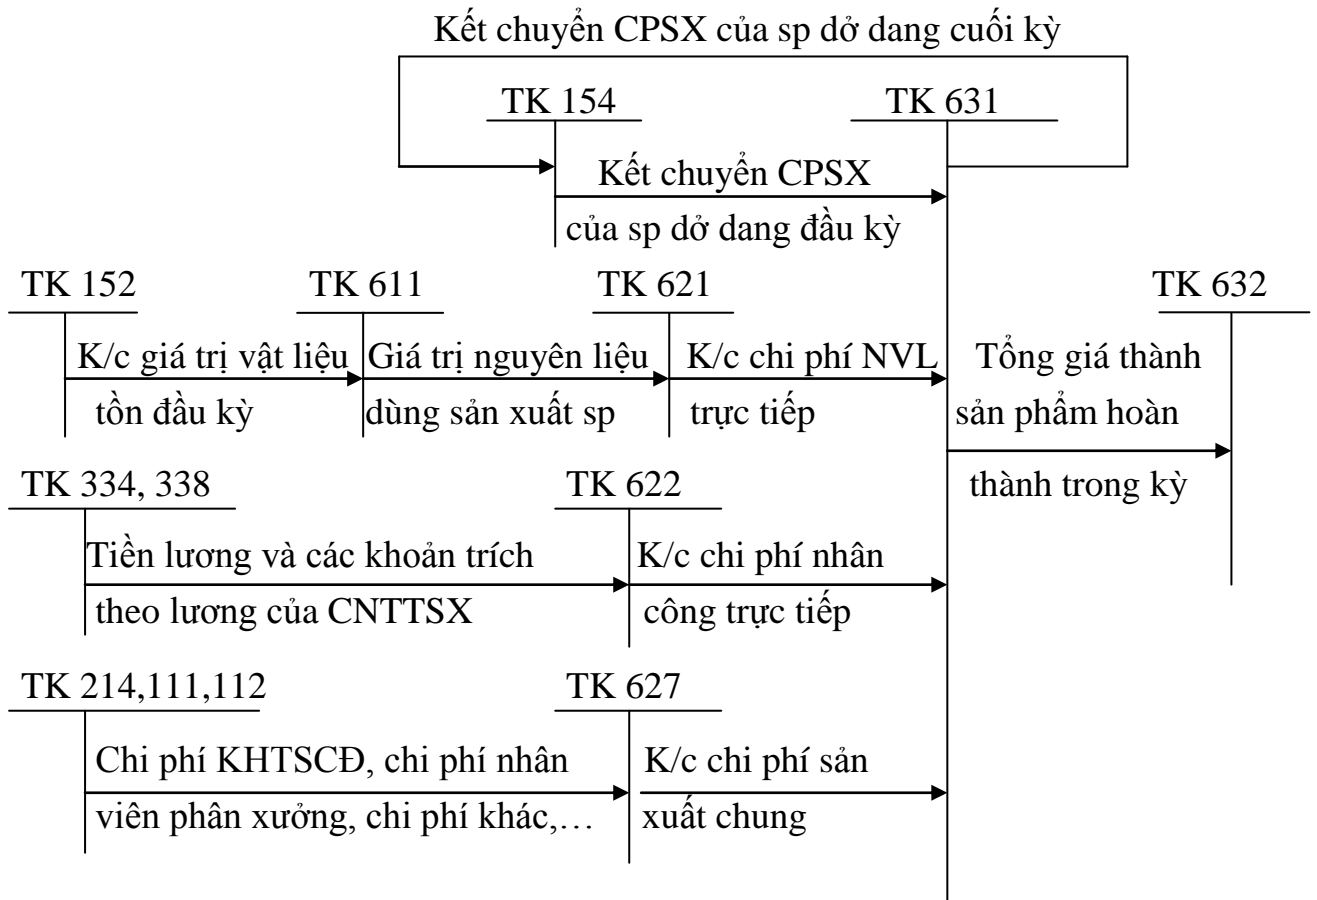 Kết chuyển CPSX của sp dở dang cuối kỳ
TK 154
TK 631
Kết chuyển CPSX
của sp dở dang đầu kỳ
TK 152
TK 611
TK 621
TK 632
K/c giá trị vật liệu
tồn đầu kỳ
Giá trị nguyên liệu
dùng sản xuất sp
K/c chi phí NVL
trực tiếp
Tổng giá thành
sản phẩm hoàn
thành trong kỳ
TK 334, 338
TK 622
Tiền lương và các khoản trích
theo lương của CNTTSX
K/c chi phí nhân
công trực tiếp
TK 214,111,112
TK 627
Chi phí KHTSCĐ, chi phí nhân
viên phân xưởng, chi phí khác,…
K/c chi phí sản
xuất chung